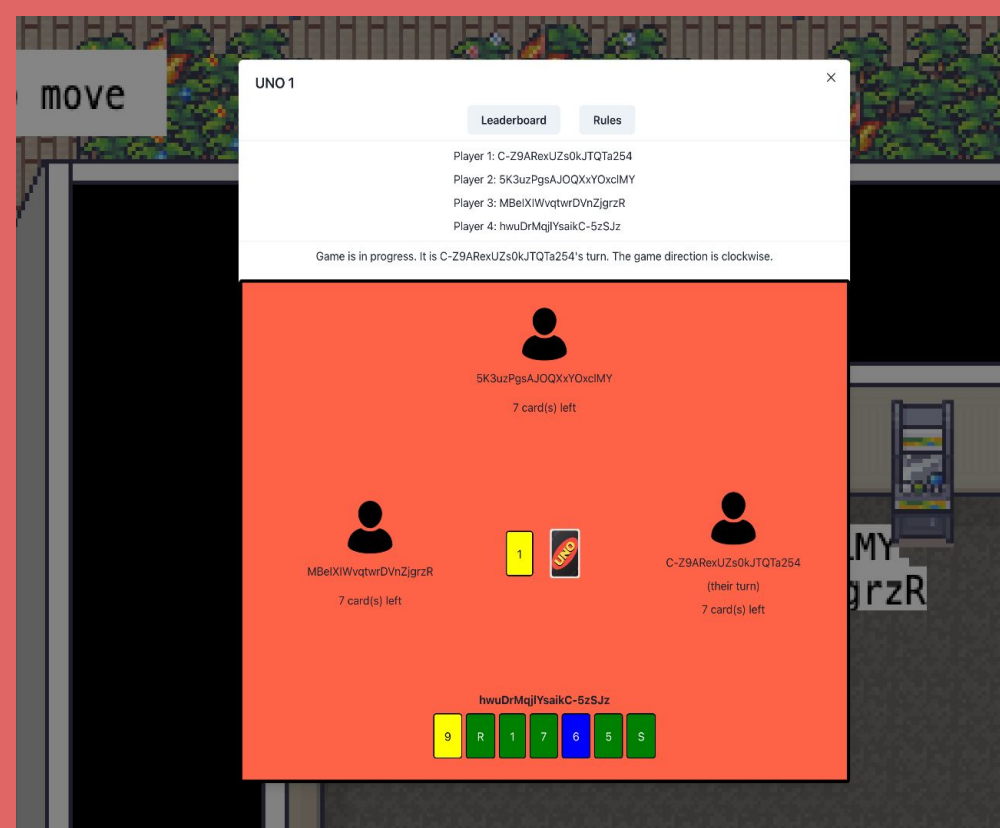 move
UNO 1
×
Leaderboard Rules
Player 1: C-Z9ARexUZs0kJTQTa254
Player 2: 5K3uzPgsAJOQXxYOxclMY
Player 3: MBelXlWvqtwrDVnZjgrzR
Player 4: hwuDrMqjlYsaikC-5zSJz
Game is in progress. It is C-Z9ARexUZs0kJTQTa254's turn. The game direction is clockwise.
5K3uzPgsAJOQXxYOxclMY
7 card(s) left
MBelXlWvqtwrDVnZjgrzR
7 card(s) left
1 UNO
C-Z9ARexUZs0kJTQTa254
(their turn)
7 card(s) left
lMY
grzR
hwuDrMqjlYsaikC-5zSJz
9 R 1 7 6 5 S